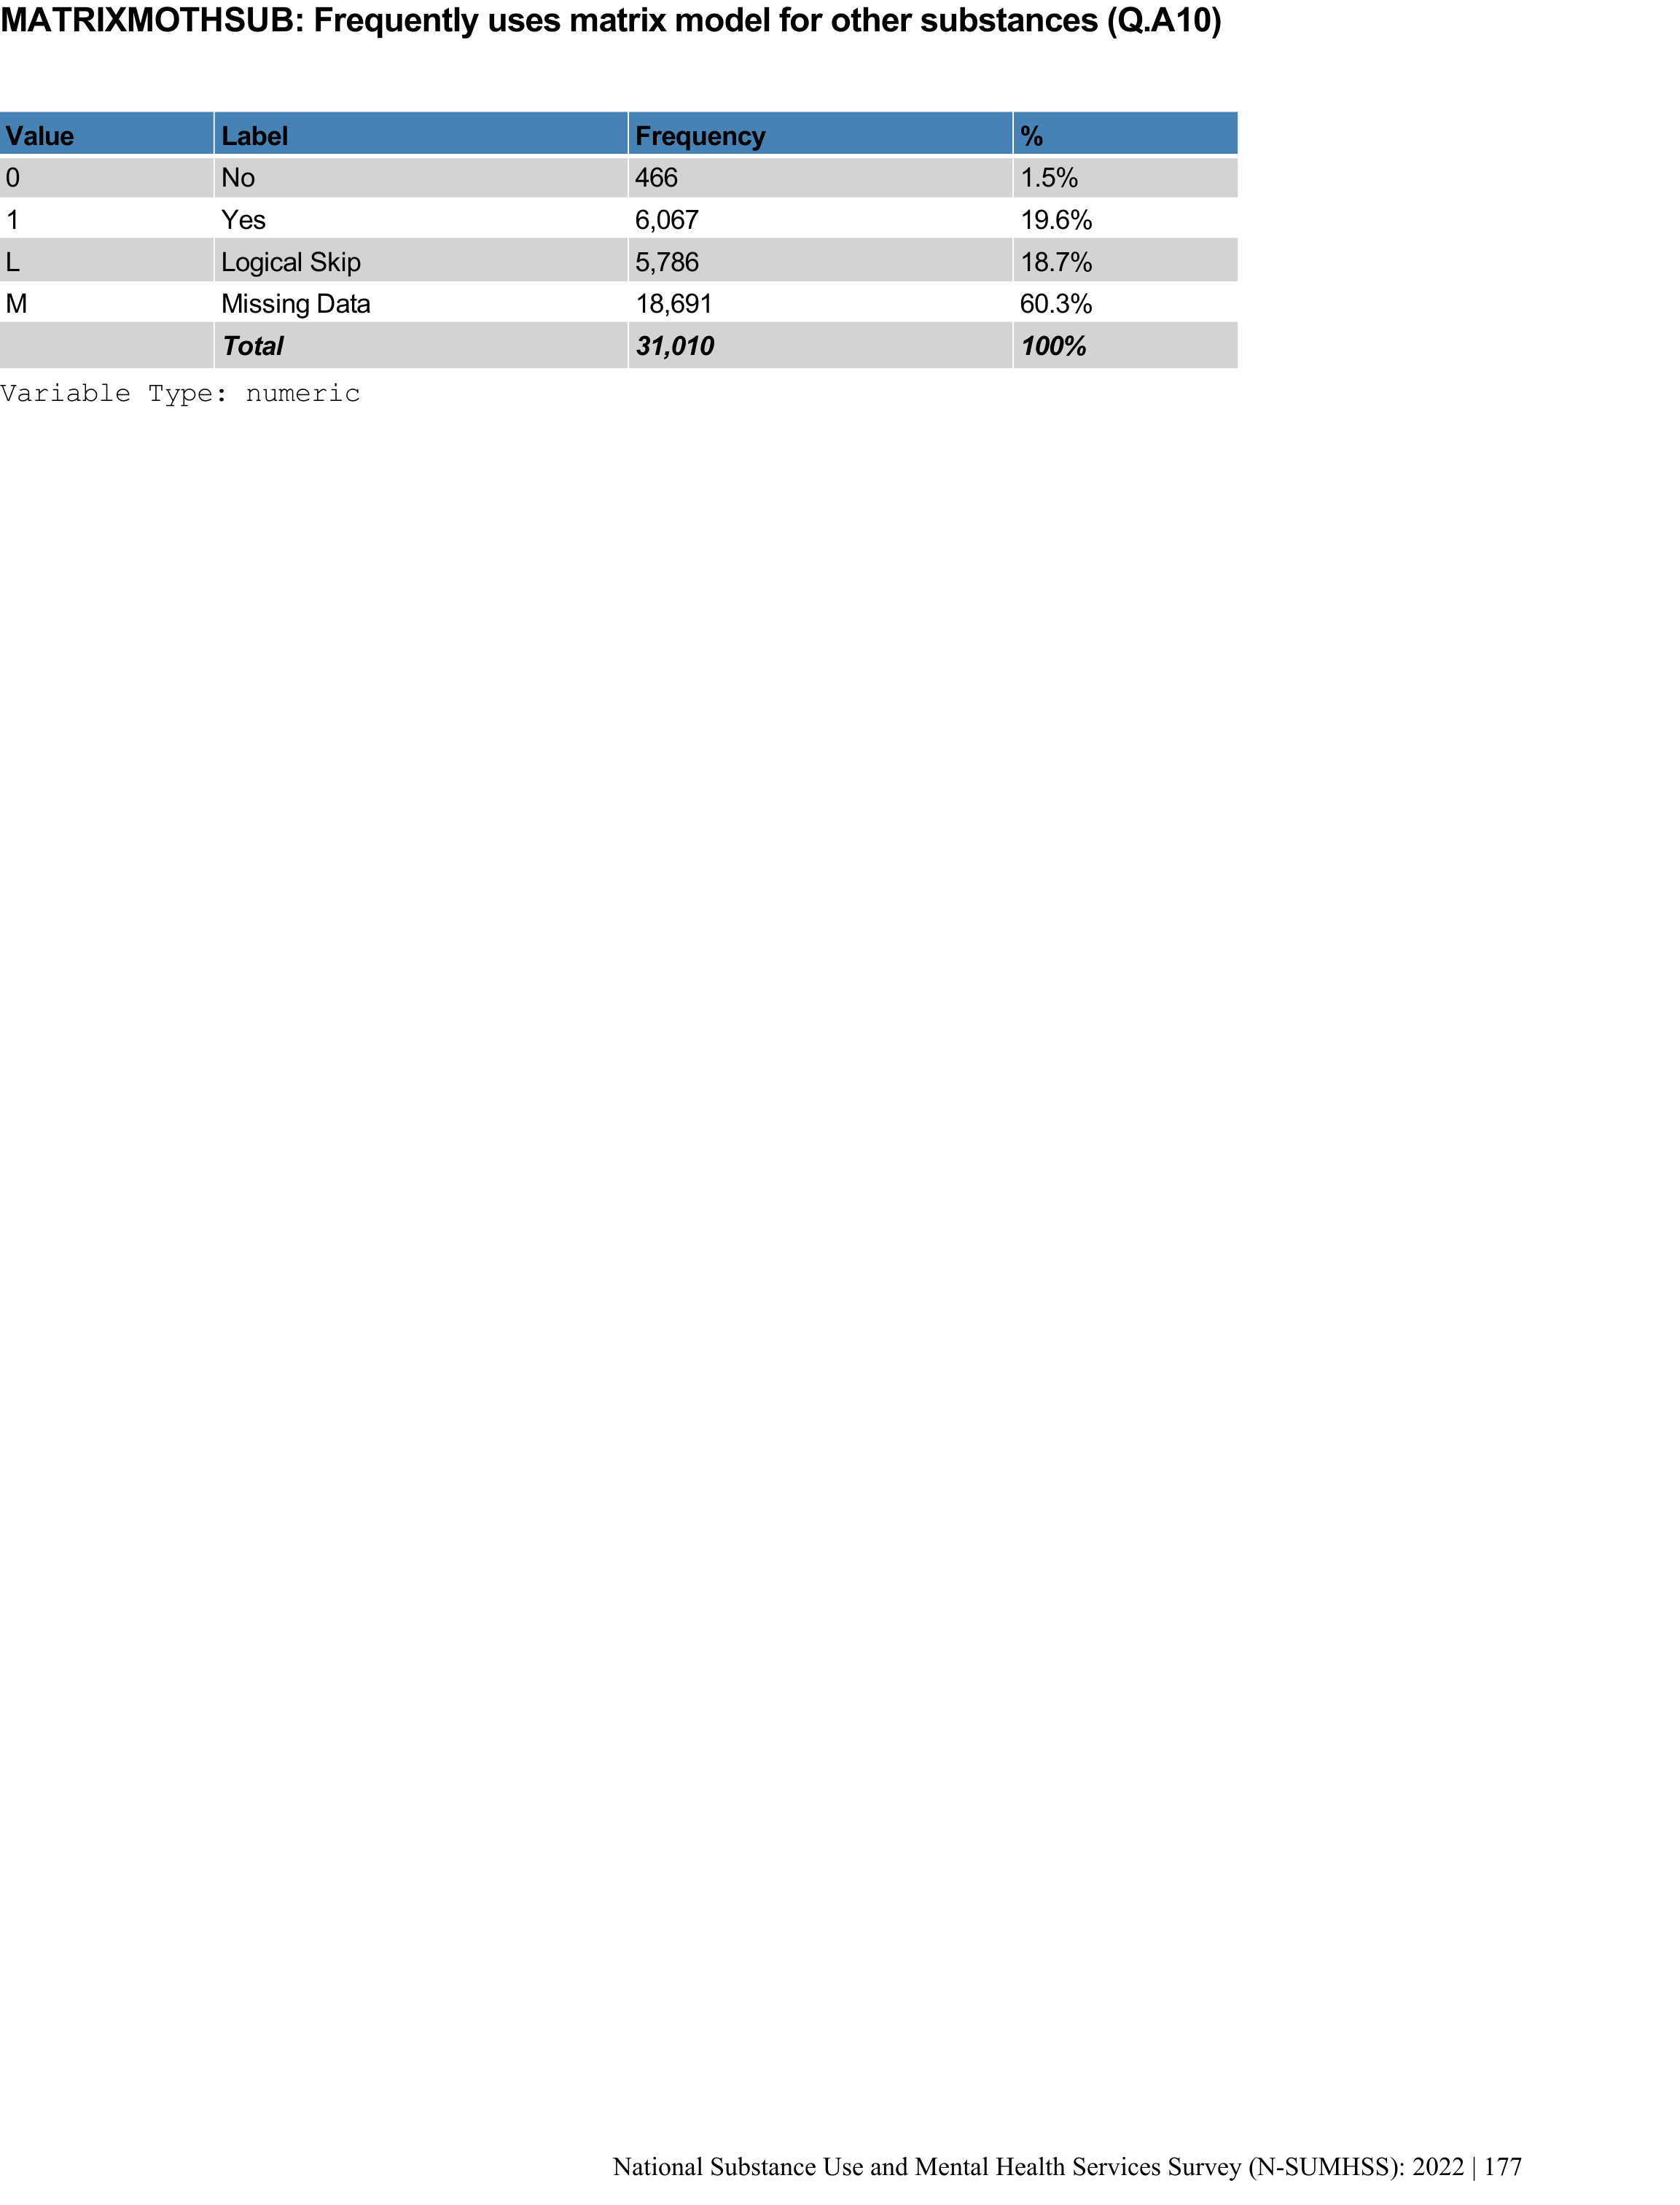 MATRIXMOTHSUB: Frequently uses matrix model for other substances (Q.A10)
Value Label Frequency %
0 No 466 1.5%
1 Yes 6,067 19.6%
L Logical Skip 5,786 18.7%
M Missing Data 18,691 60.3%
Total 31,010 100%
Variable Type: numeric
National Substance Use and Mental Health Services Survey (N-SUMHSS): 2022 | 177